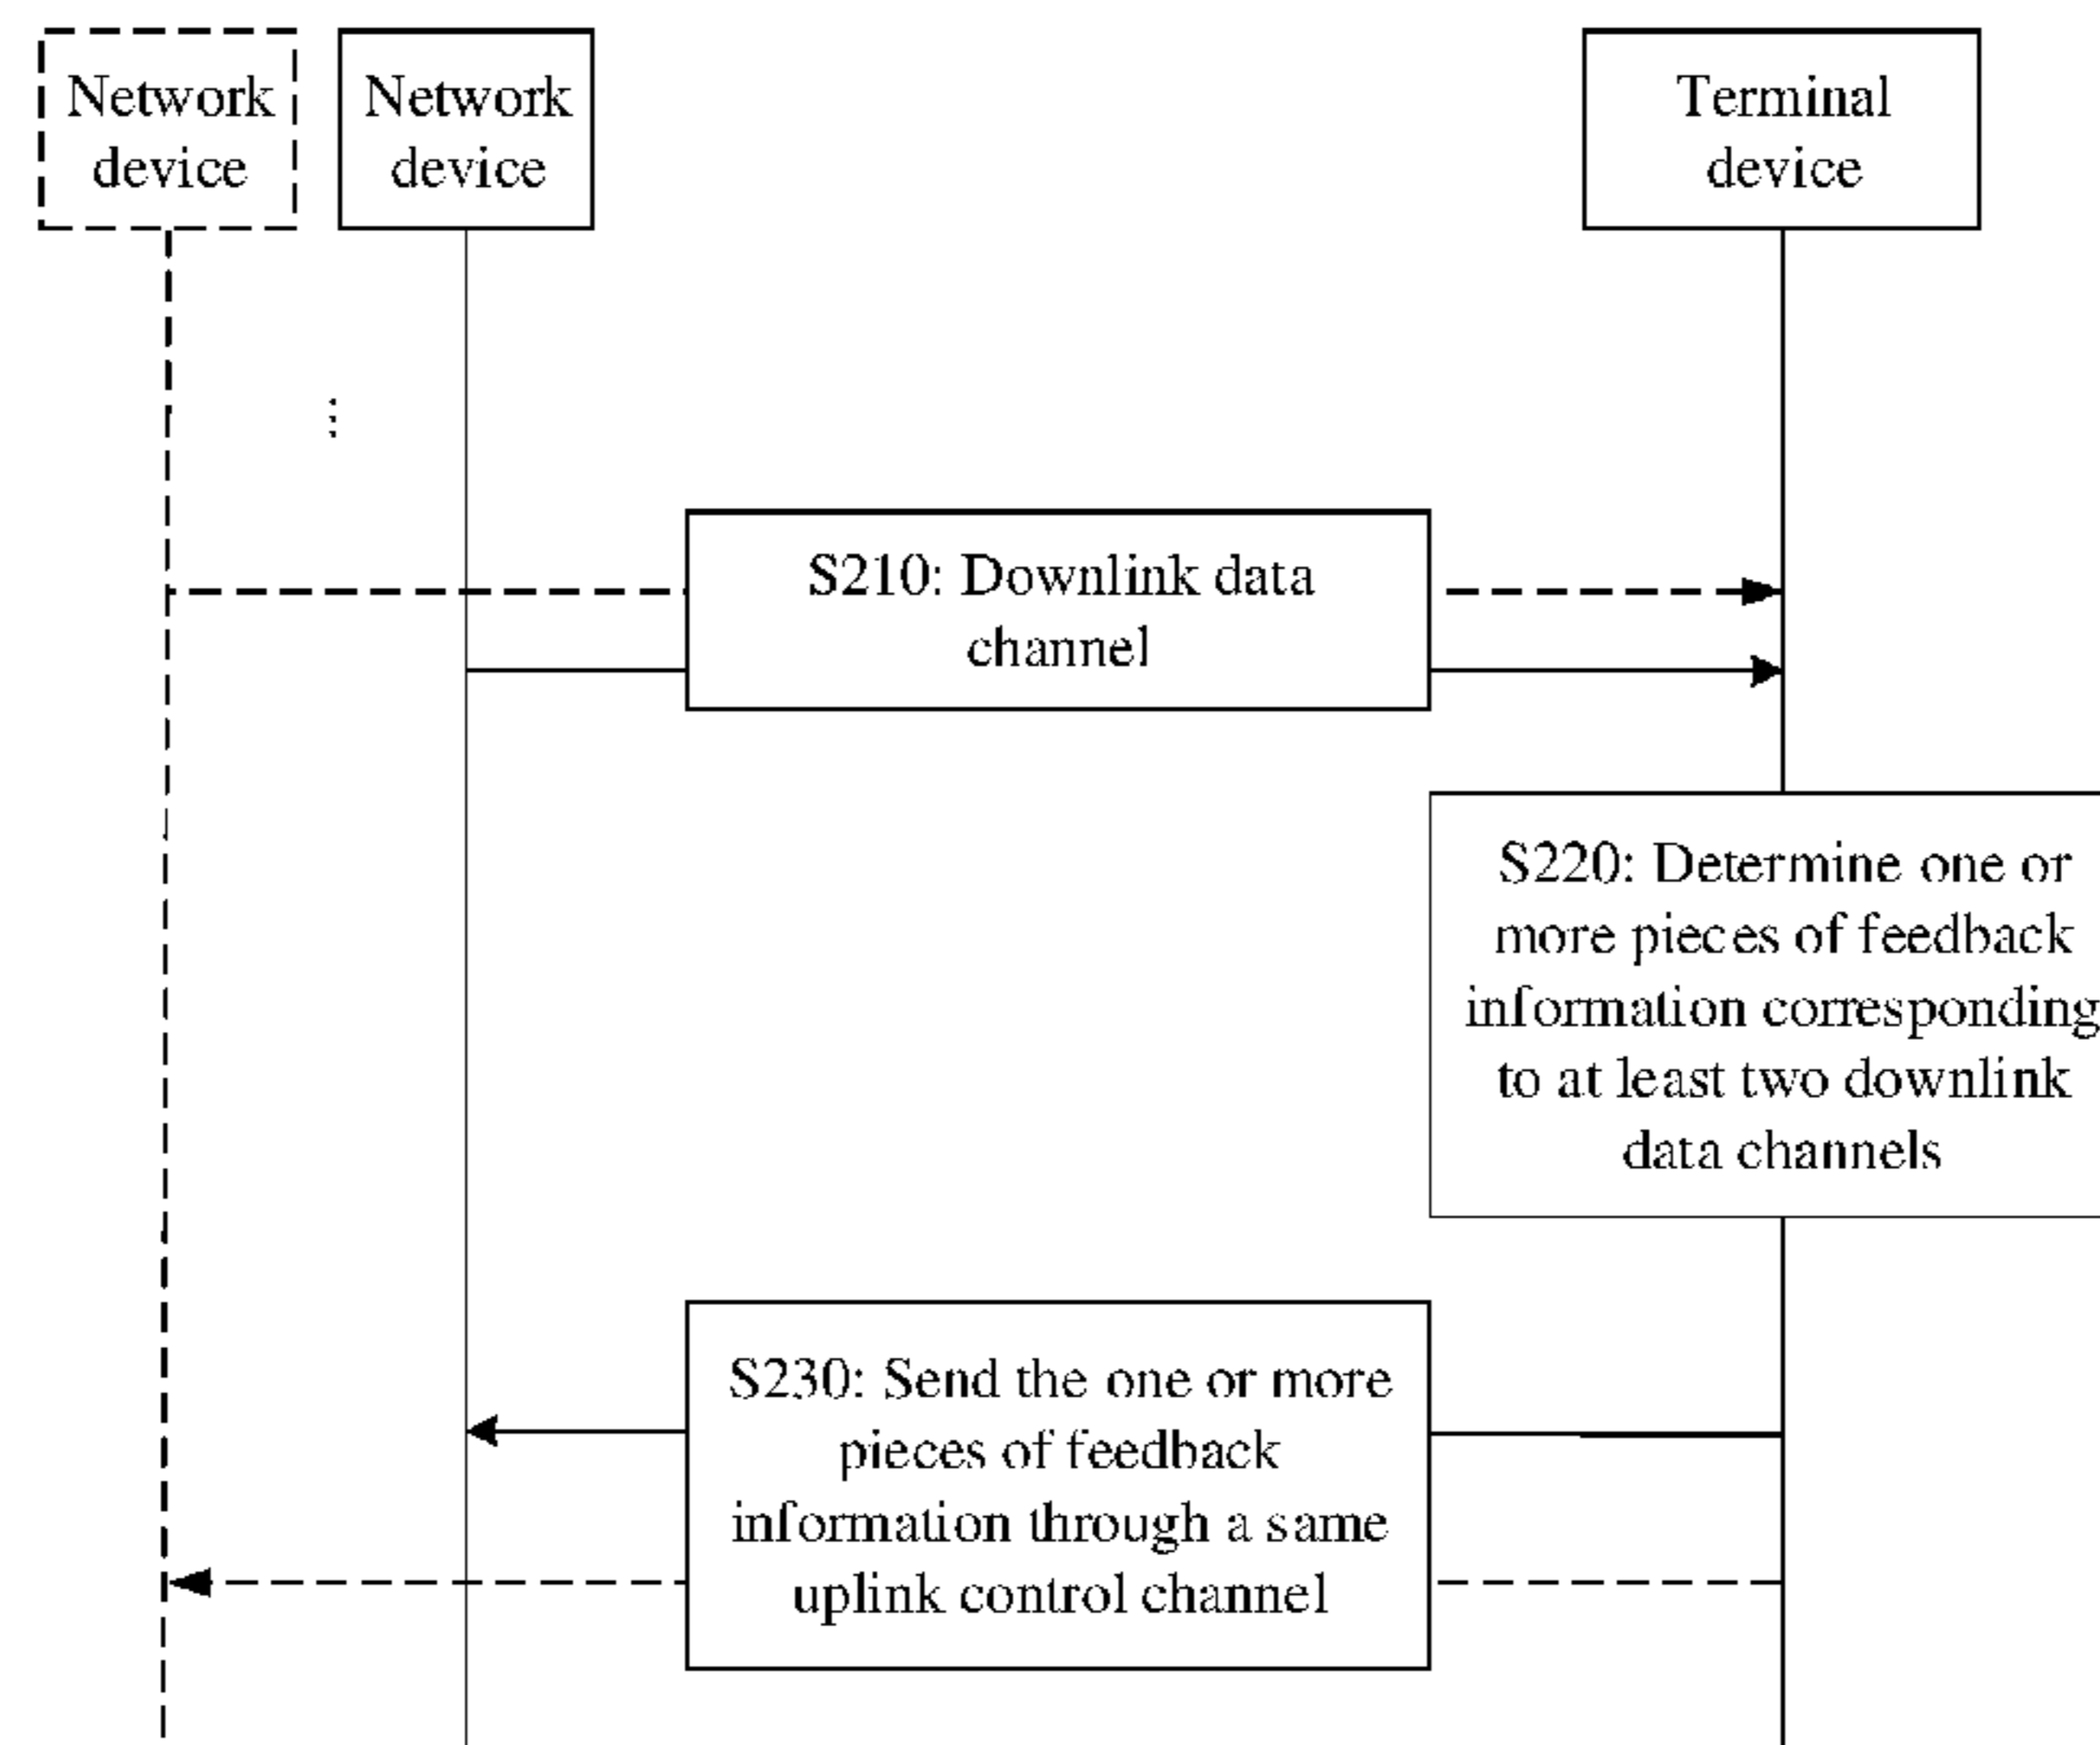 Network
device
Network
device
Terminal
device
S210: Downlink data
channel
S220: Determine one or
more pieces of feedback
information corresponding
to at least two downlink
data channels
S230: Send the one or more
pieces of feedback
information through a same
uplink control channel